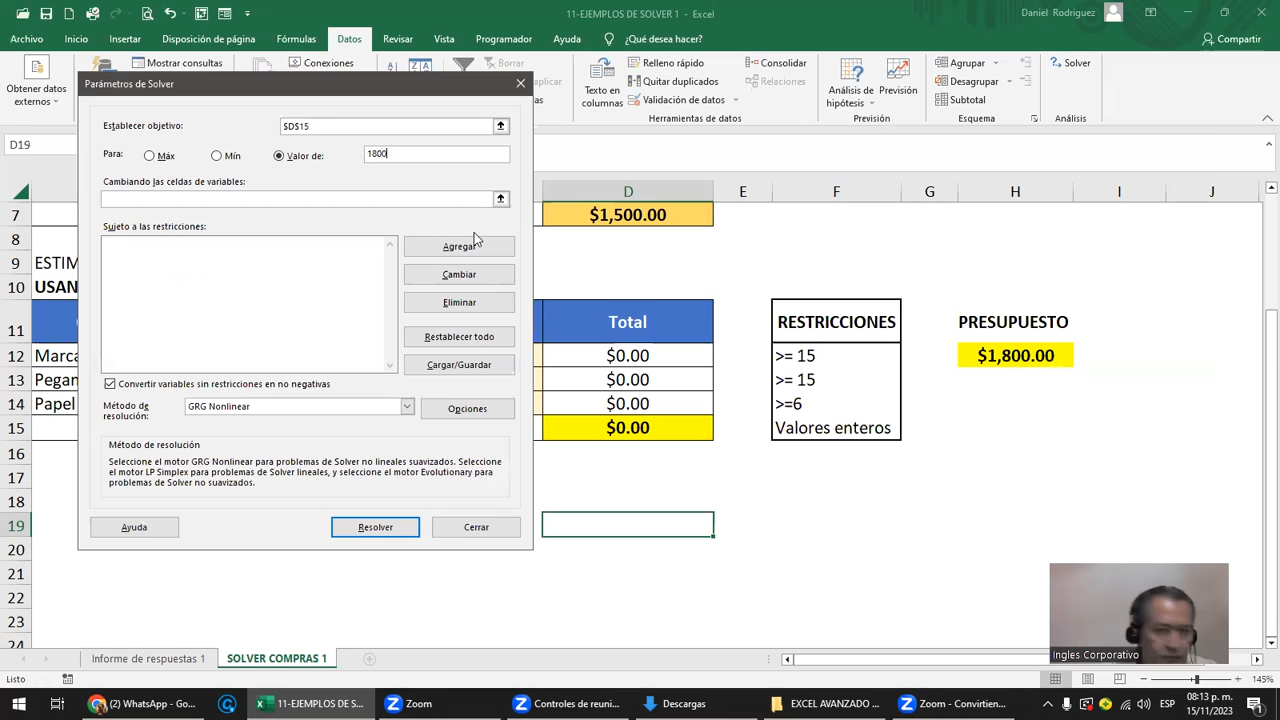 11-EJEMPLOS DE SOLVER 1 - Excel
Daniel Rodriguez
Archivo
Inicio
Insertar
Disposición de página
Fórmulas
Datos
Revisar
Vista
Programador
Ayuda
¿Qué desea hacer?
Compartir
Obtener datos
externos
Mostrar consultas
Conexiones
Borrar
Texto en
columnas
Relleno rápido
Quitar duplicados
Validación de datos
Consolidar
Relaciones
Herramientas de datos
Análisis de
hipótesis
Previsión
Previsión
Agrupar
Desagrupar
Subtotal
Esquema
Solver
Análisis
D19
Parámetros de Solver
Establecer objetivo:
$D$15
Para:
Máx
Mín
Valor de:
1800
Cambiando las celdas de variables:
Sujeto a las restricciones:
Agregar
Cambiar
Eliminar
Restablecer todo
Cargar/Guardar
Convertir variables sin restricciones en no negativas
Método de
resolución:
GRG Nonlinear
Opciones
Método de resolución
Seleccione el motor GRG Nonlinear para problemas de Solver no lineales suavizados. Seleccione
el motor LP Simplex para problemas de Solver lineales, y seleccione el motor Evolutionary para
problemas de Solver no suavizados.
Ayuda
Resolver
Cerrar
D E F G H I J
7 $1,500.00
8
9 ESTIM
10 USAN
11 Total RESTRICCIONES PRESUPUESTO
12 Marca $0.00 >= 15 $1,800.00
13 Pegan $0.00 >= 15
14 Papel $0.00 >=6
15 $0.00 Valores enteros
16
17
18
19
20
21
22
23
24
Ingles Corporativo
Informe de respuestas 1
SOLVER COMPRAS 1
Listo
145%
(2) WhatsApp - Go...
11-EJEMPLOS DE S...
Zoom
Controles de reuni...
Descargas
EXCEL AVANZADO ...
Zoom - Convirtien...
ESP
08:13 p. m.
15/11/2023